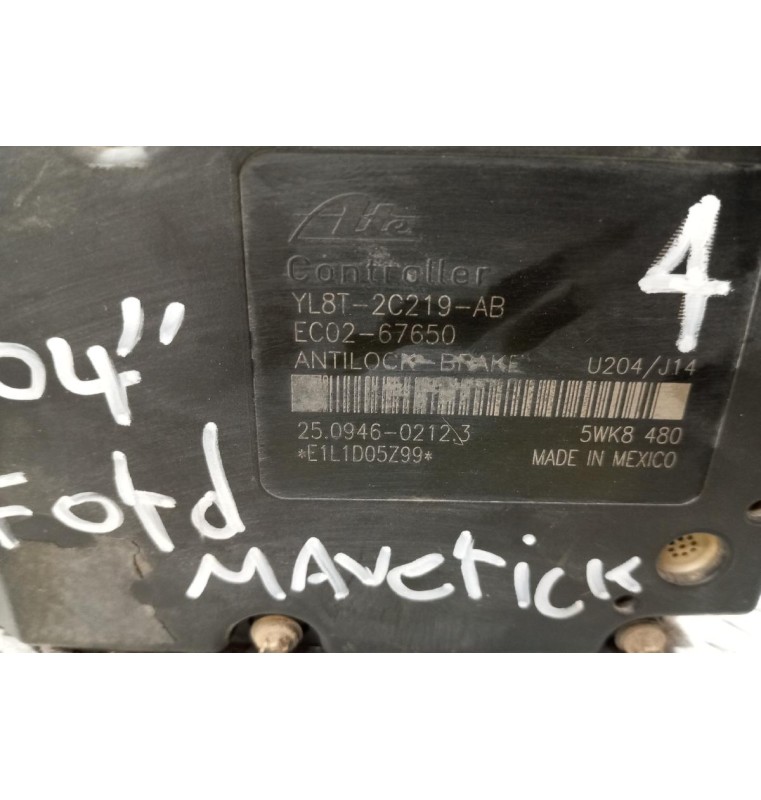 Ate
Controller
4
YL8T-2C219-AB
EC02-67650
ANTILOCK-BRAKE U204/J14
25.0946-0212.3 5WK8 480
*E1L1D05Z99* MADE IN MEXICO
04"
Ford
MAVerick